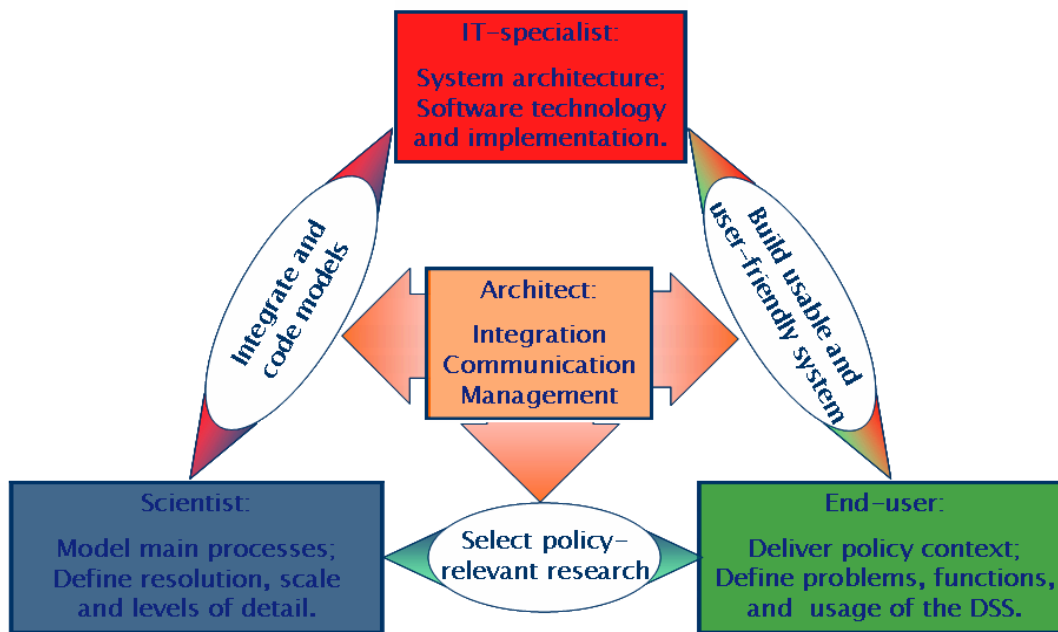 IT-specialist:
System architecture;
Software technology
and implementation.
Integrate and
code models
Build usable and
user-friendly system
Architect:
Integration
Communication
Management
Scientist:
Model main processes;
Define resolution, scale
and levels of detail.
Select policy-
relevant research
End-user:
Deliver policy context;
Define problems, functions,
and usage of the DSS.